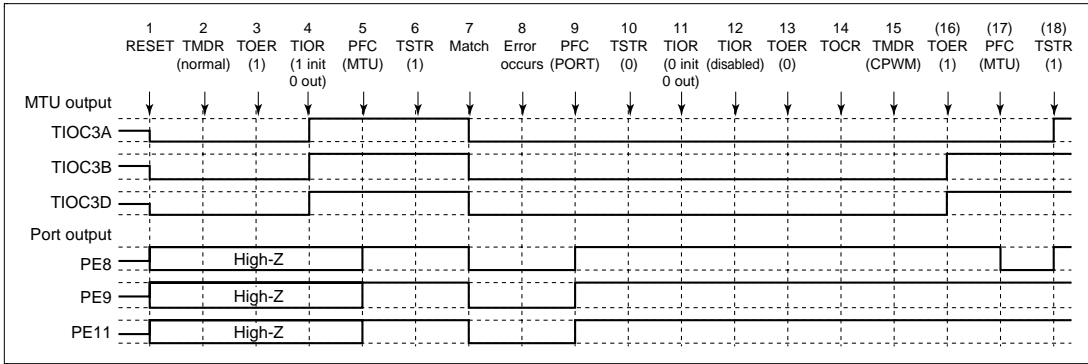 1 2 3 4 5 6 7 8 9 10 11 12 13 14 15 (16) (17) (18)
RESET TMDR TOER TIOR PFC TSTR Match Error PFC TSTR TIOR TIOR TOER TOCR TMDR TOER PFC TSTR
(normal) (1) (1 init (MTU) (1) occurs (PORT) (0) (0 init (disabled) (0) (CPWM) (1) (MTU) (1)
0 out) 0 out)
MTU output
TIOC3A
TIOC3B
TIOC3D
Port output
PE8 High-Z
PE9 High-Z
PE11 High-Z